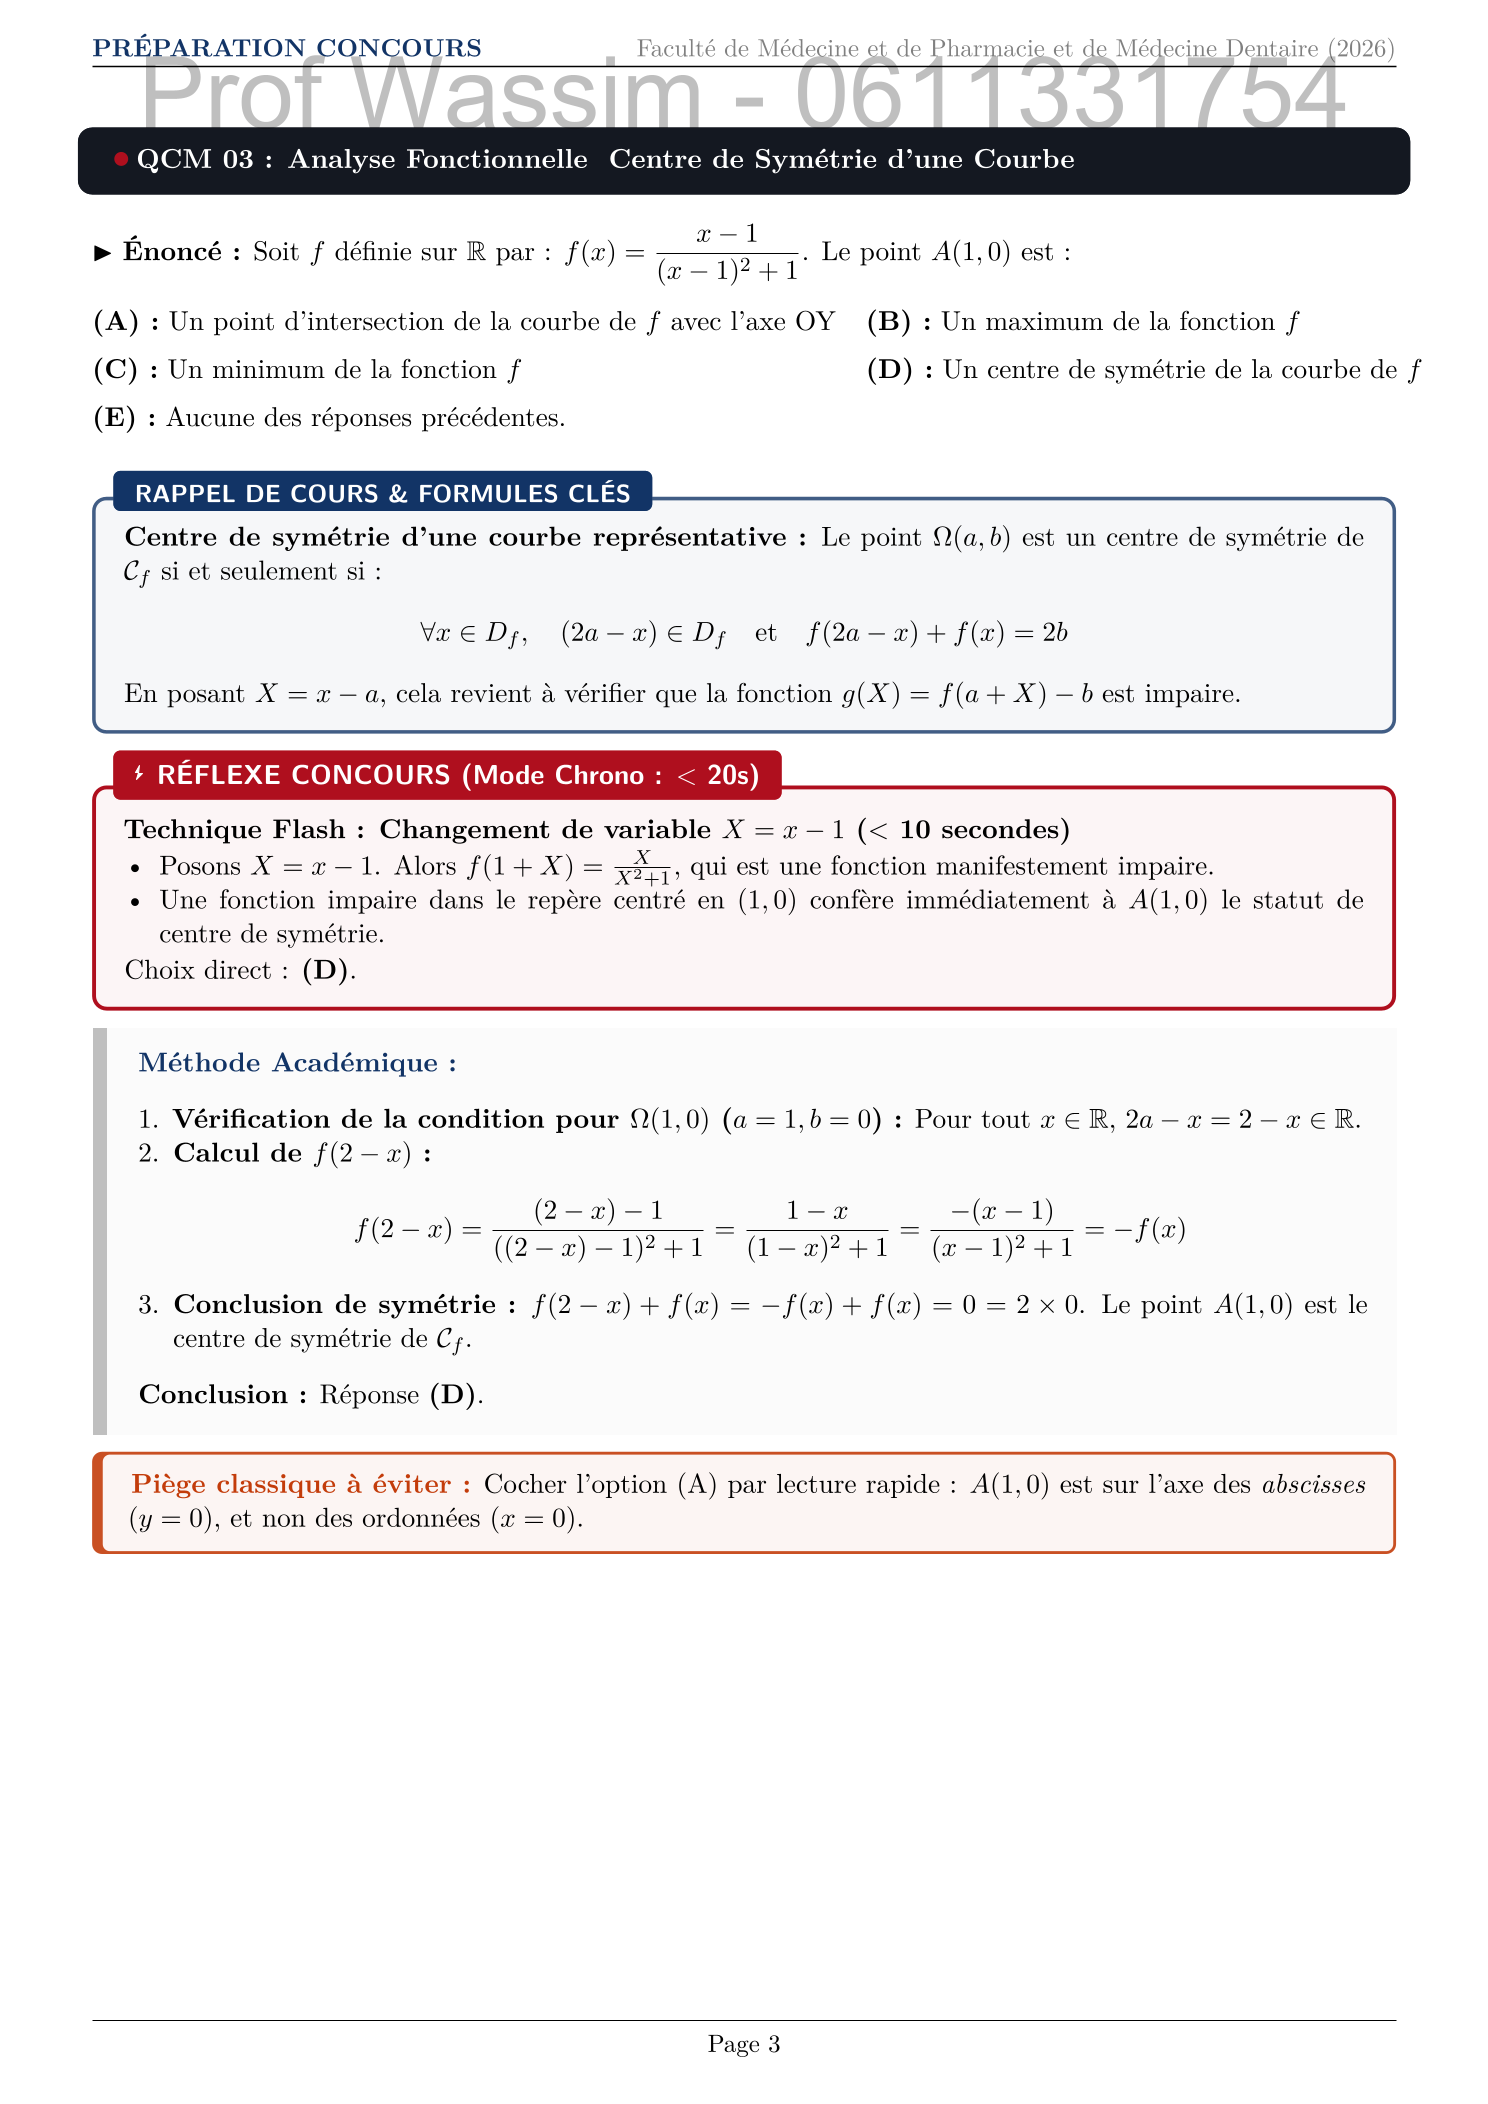 PRÉPARATION CONCOURS Faculté de Médecine et de Pharmacie et de Médecine Dentaire (2026)
Prof Wassim - 0611331754
QCM 03 : Analyse Fonctionnelle Centre de Symétrie d'une Courbe
► Énoncé : Soit f définie sur ℝ par : f(x) = (x − 1)/((x − 1)² + 1). Le point A(1, 0) est :
(A) : Un point d'intersection de la courbe de f avec l'axe OY (B) : Un maximum de la fonction f
(C) : Un minimum de la fonction f (D) : Un centre de symétrie de la courbe de f
(E) : Aucune des réponses précédentes.
RAPPEL DE COURS & FORMULES CLÉS
Centre de symétrie d'une courbe représentative : Le point Ω(a, b) est un centre de symétrie de
𝒞f si et seulement si :
∀x ∈ Df, (2a − x) ∈ Df et f(2a − x) + f(x) = 2b
En posant X = x − a, cela revient à vérifier que la fonction g(X) = f(a + X) − b est impaire.
RÉFLEXE CONCOURS (Mode Chrono : < 20s)
Technique Flash : Changement de variable X = x − 1 (< 10 secondes)
• Posons X = x − 1. Alors f(1 + X) = X/(X²+1), qui est une fonction manifestement impaire.
• Une fonction impaire dans le repère centré en (1, 0) confère immédiatement à A(1, 0) le statut de
centre de symétrie.
Choix direct : (D).
Méthode Académique :
1. Vérification de la condition pour Ω(1, 0) (a = 1, b = 0) : Pour tout x ∈ ℝ, 2a − x = 2 − x ∈ ℝ.
2. Calcul de f(2 − x) :
f(2 − x) = ((2 − x) − 1)/(((2 − x) − 1)² + 1) = (1 − x)/((1 − x)² + 1) = −(x − 1)/((x − 1)² + 1) = −f(x)
3. Conclusion de symétrie : f(2 − x) + f(x) = −f(x) + f(x) = 0 = 2 × 0. Le point A(1, 0) est le
centre de symétrie de 𝒞f.
Conclusion : Réponse (D).
Piège classique à éviter : Cocher l'option (A) par lecture rapide : A(1, 0) est sur l'axe des abscisses
(y = 0), et non des ordonnées (x = 0).
Page 3